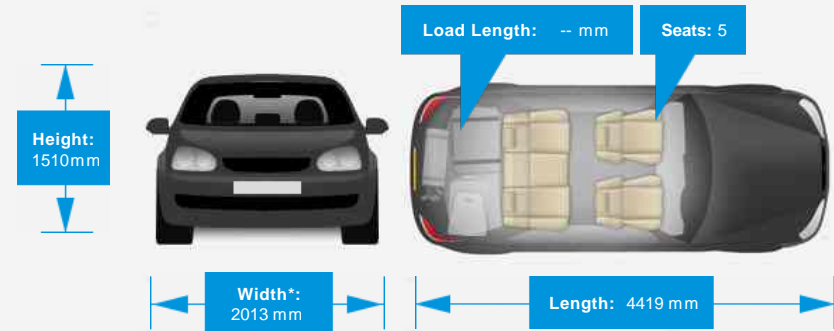 Load Length: -- mm
Seats: 5
Height:
1510mm
Width*:
2013 mm
Length: 4419 mm